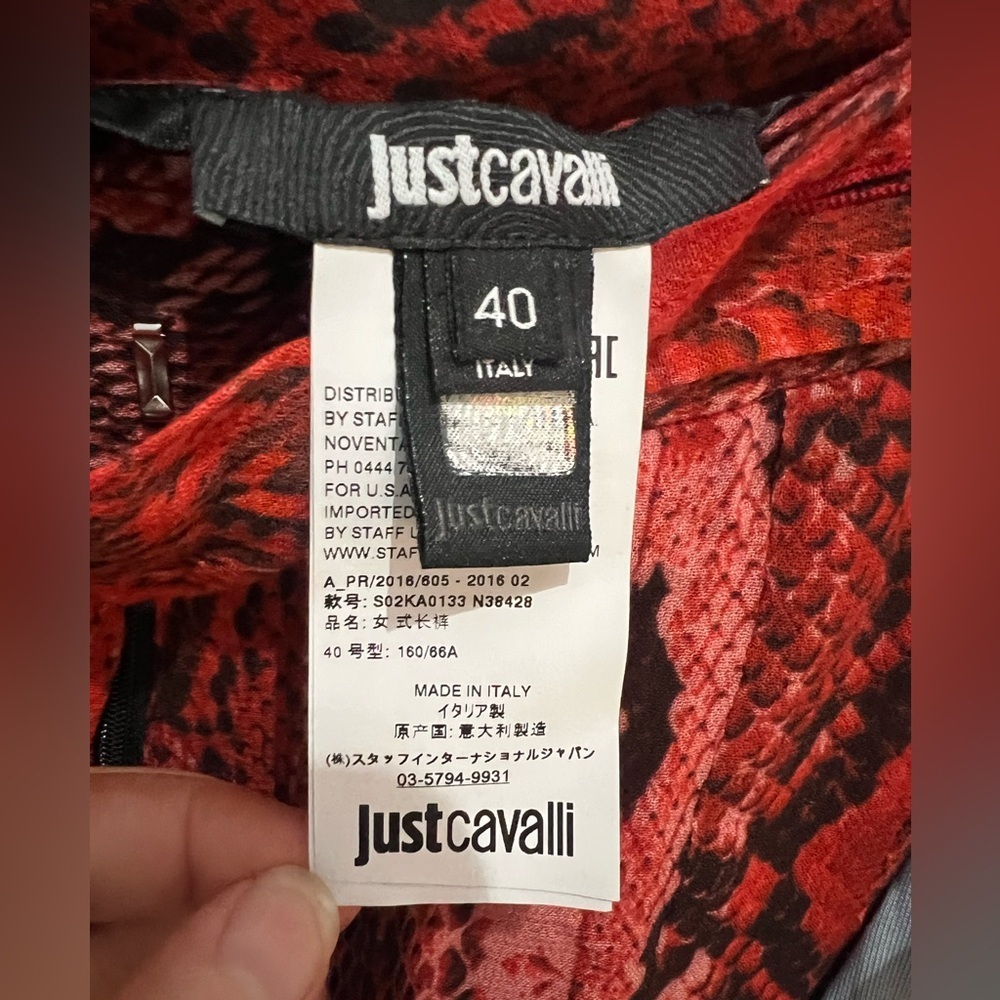 justcavalli
40
ITALY
justcavalli
DISTRIBU
BY STAF
NOVENTA
PH 0444 7
FOR U.S.A
IMPORTED
BY STAFF
WWW.STAF M
A_PR/2016/605 - 2016 02
款号: S02KA0133 N38428
品名: 女式长裤
40 号型: 160/66A
MADE IN ITALY
イタリア製
原产国: 意大利製造
(株)スタッフインターナショナルジャパン
03-5794-9931
justcavalli